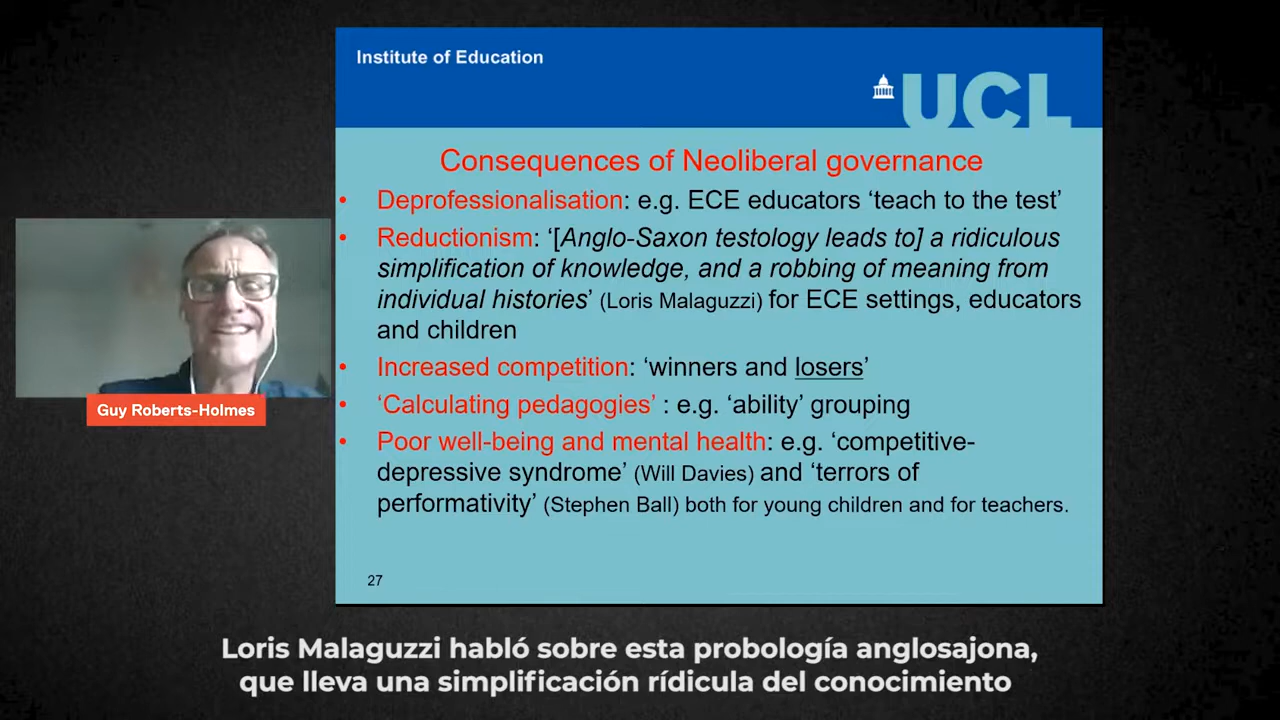 Institute of Education
UCL
Consequences of Neoliberal governance
• Deprofessionalisation: e.g. ECE educators ‘teach to the test’
• Reductionism: ‘[Anglo-Saxon testology leads to] a ridiculous
simplification of knowledge, and a robbing of meaning from
individual histories’ (Loris Malaguzzi) for ECE settings, educators
and children
• Increased competition: ‘winners and losers’
• ‘Calculating pedagogies’ : e.g. ‘ability’ grouping
• Poor well-being and mental health: e.g. ‘competitive-
depressive syndrome’ (Will Davies) and ‘terrors of
performativity’ (Stephen Ball) both for young children and for teachers.
27
Guy Roberts-Holmes
Loris Malaguzzi habló sobre esta probología anglosajona,
que lleva una simplificación rídicula del conocimiento